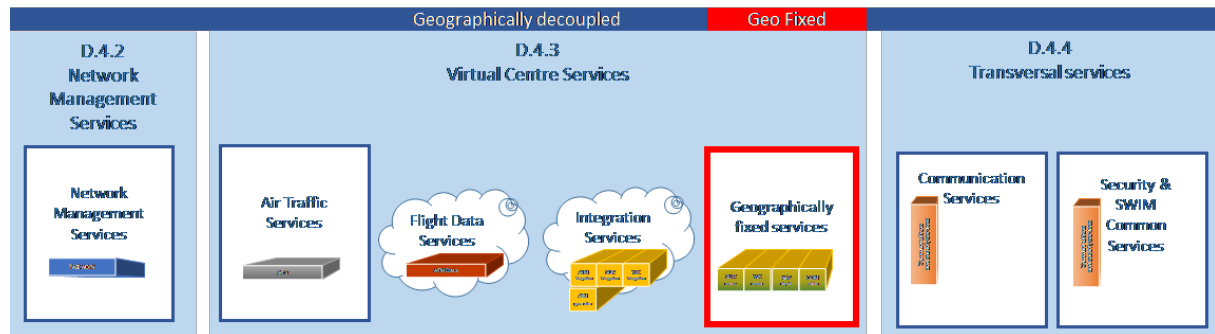 Geographically decoupled
Geo Fixed
D.4.2
Network
Management
Services
Network
Management
Services
Network
D.4.3
Virtual Centre Services
Air Traffic
Services
Flight Data
Services
Integration
Services
Geographically
fixed services
D.4.4
Transversal services
Communication
Services
Security &
SWIM
Common
Services